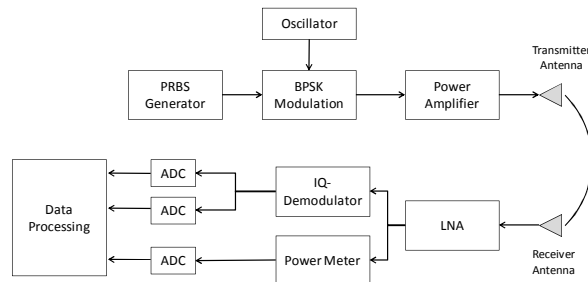 Oscillator
Transmitter
Antenna
PRBS
Generator
BPSK
Modulation
Power
Amplifier
ADC
IQ-
Demodulator
Data
Processing
ADC
LNA
ADC
Power Meter
Receiver
Antenna